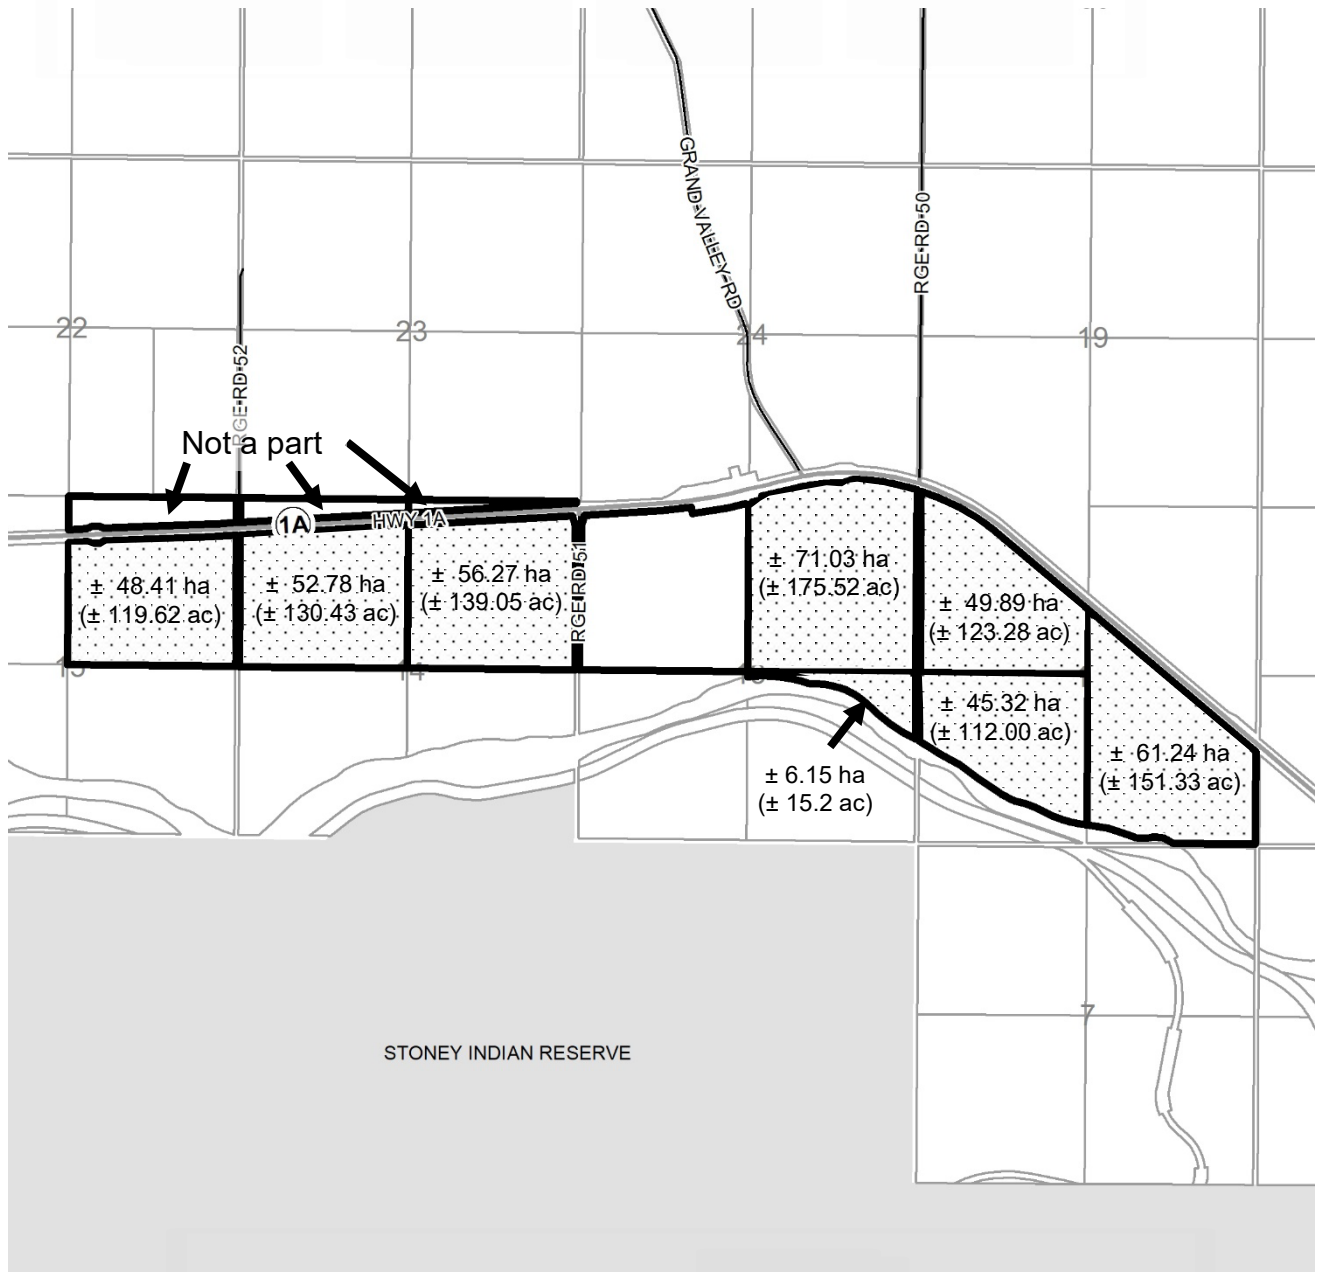 GRAND VALLEY RD
RGE RD 50
22
23
24
19
RGE RD 52
Not a part
1A
HWY 1A
RGE RD 51
± 48.41 ha
(± 119.62 ac)
± 52.78 ha
(± 130.43 ac)
± 56.27 ha
(± 139.05 ac)
± 71.03 ha
(± 175.52 ac)
± 49.89 ha
(± 123.28 ac)
± 45.32 ha
(± 112.00 ac)
± 61.24 ha
(± 151.33 ac)
± 6.15 ha
(± 15.2 ac)
7
STONEY INDIAN RESERVE